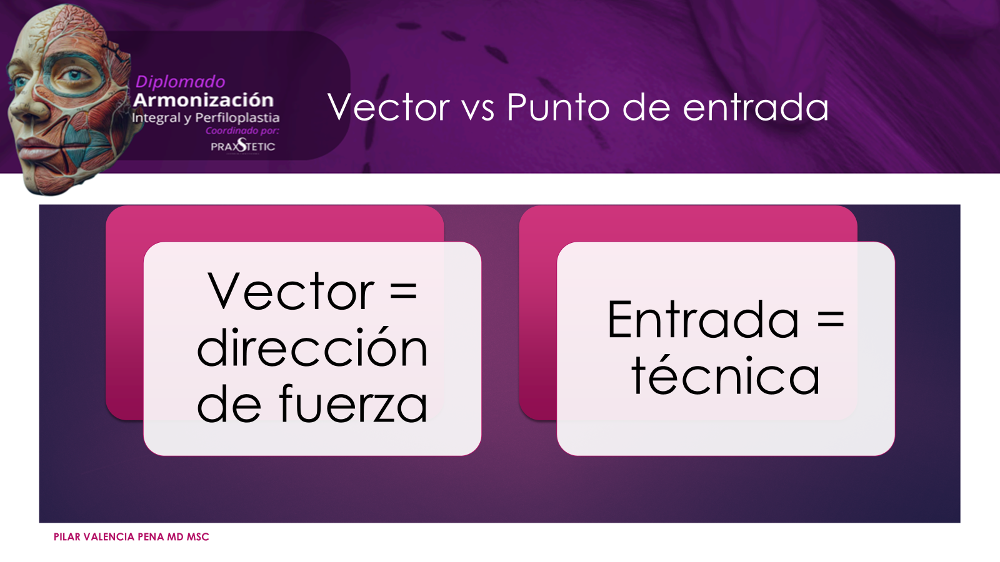 Diplomado
Armonización
Integral y Perfiloplastia
Coordinado por:
PRAXSTETIC
Vector vs Punto de entrada
Vector =
dirección
de fuerza
Entrada =
técnica
PILAR VALENCIA PENA MD MSC